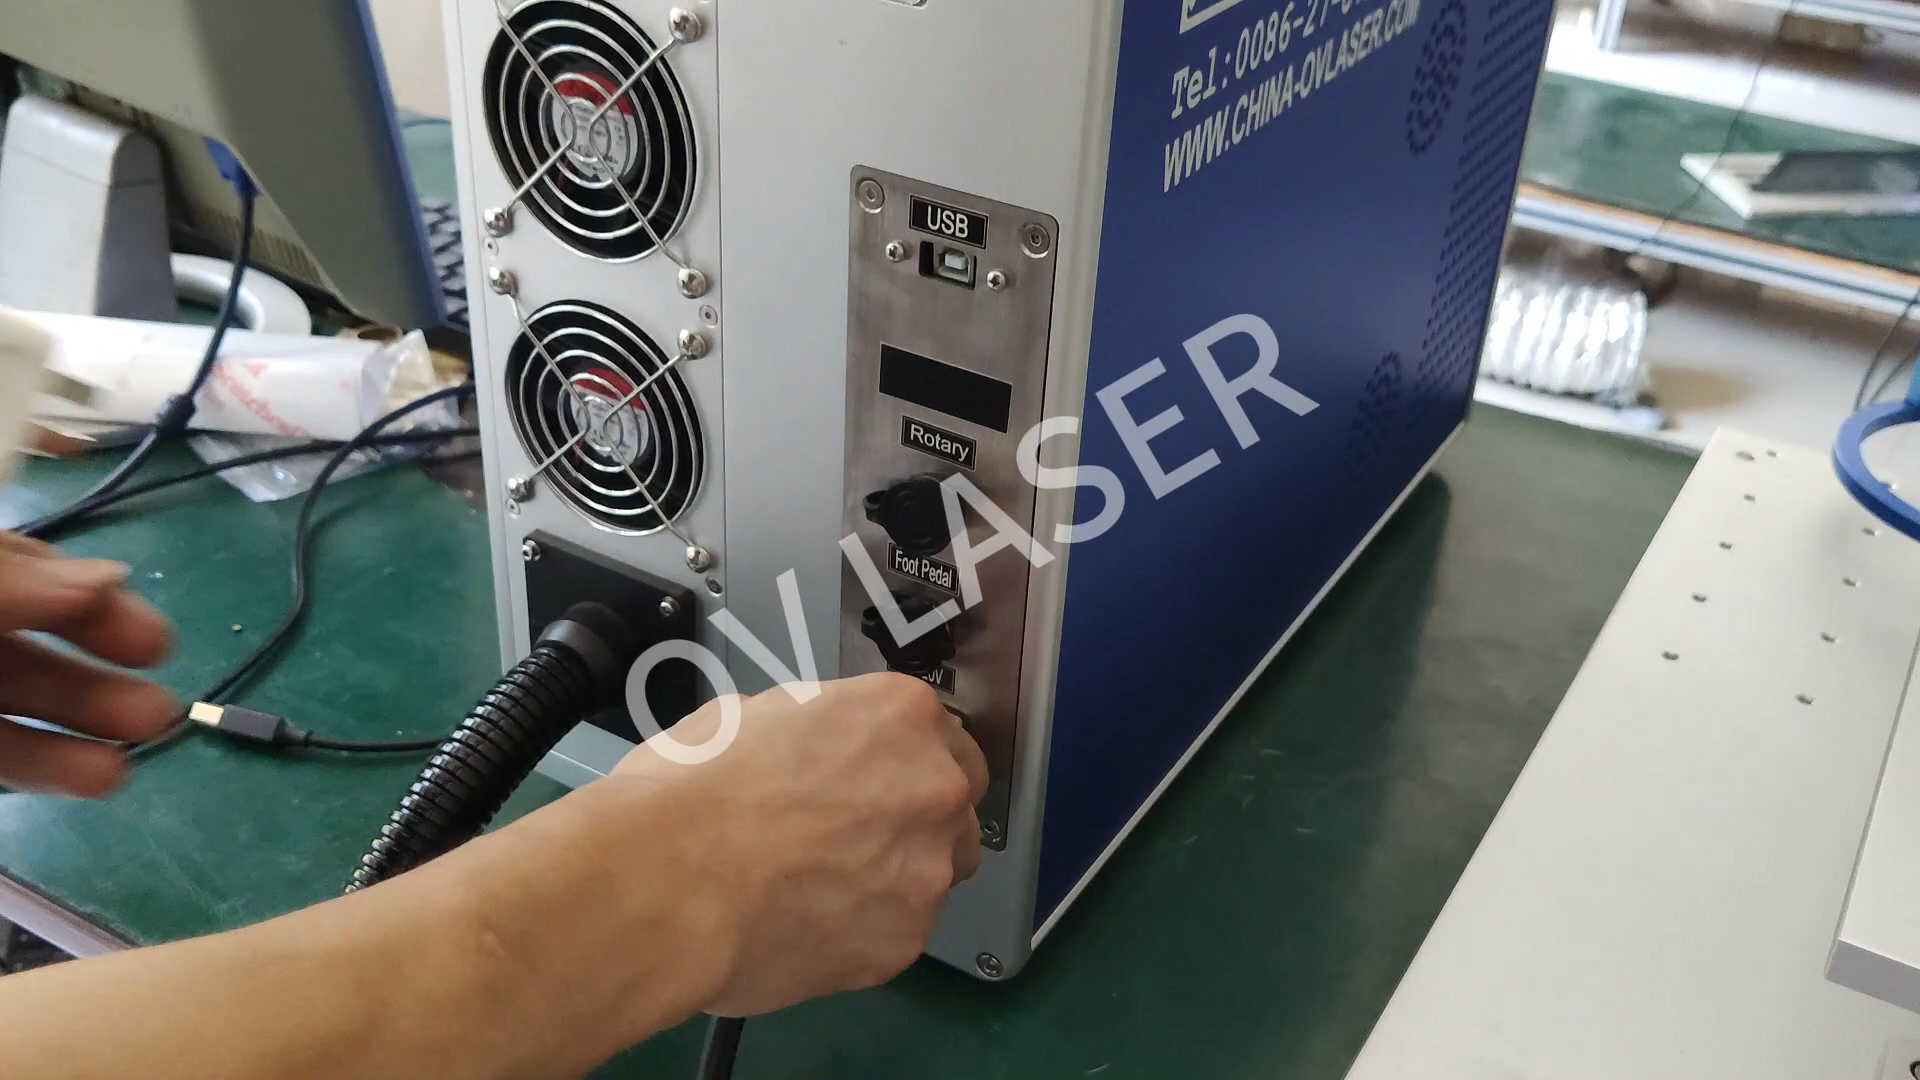 Tel:0086-27-
WWW.CHINA-OVLASER.COM
USB
Rotary
Foot Pedal
OV LASER